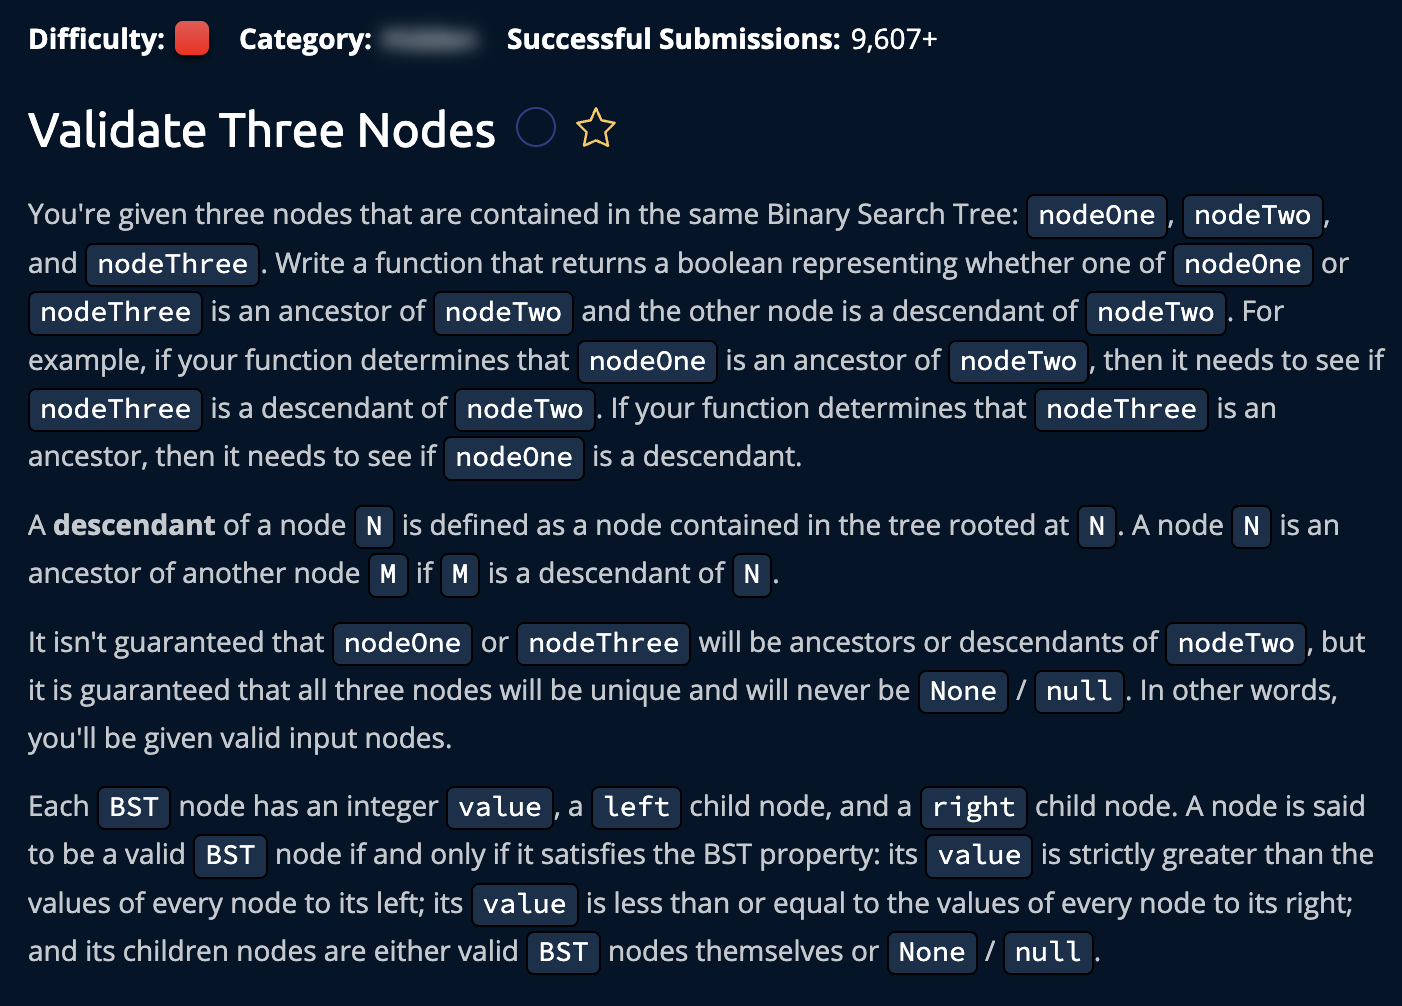 Difficulty: Category: Successful Submissions: 9,607+
Validate Three Nodes
You're given three nodes that are contained in the same Binary Search Tree: nodeOne , nodeTwo ,
and nodeThree . Write a function that returns a boolean representing whether one of nodeOne or
nodeThree is an ancestor of nodeTwo and the other node is a descendant of nodeTwo . For
example, if your function determines that nodeOne is an ancestor of nodeTwo , then it needs to see if
nodeThree is a descendant of nodeTwo . If your function determines that nodeThree is an
ancestor, then it needs to see if nodeOne is a descendant.
A descendant of a node N is defined as a node contained in the tree rooted at N . A node N is an
ancestor of another node M if M is a descendant of N .
It isn't guaranteed that nodeOne or nodeThree will be ancestors or descendants of nodeTwo , but
it is guaranteed that all three nodes will be unique and will never be None / null . In other words,
you'll be given valid input nodes.
Each BST node has an integer value , a left child node, and a right child node. A node is said
to be a valid BST node if and only if it satisfies the BST property: its value is strictly greater than the
values of every node to its left; its value is less than or equal to the values of every node to its right;
and its children nodes are either valid BST nodes themselves or None / null .